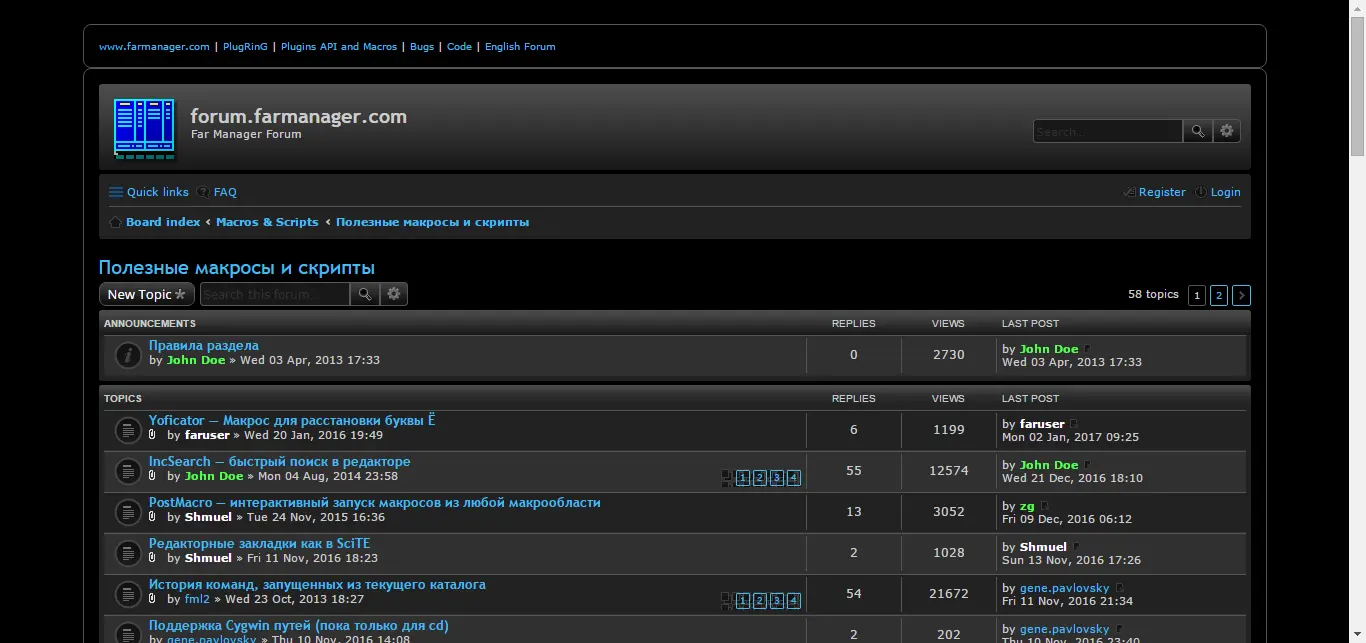 www.farmanager.com | PlugRinG | Plugins API and Macros | Bugs | Code | English Forum
forum.farmanager.com
Far Manager Forum
Search...
Quick links FAQ Register Login
Board index ‹ Macros & Scripts ‹ Полезные макросы и скрипты
Полезные макросы и скрипты
New Topic Search this forum... 58 topics 1 2
ANNOUNCEMENTS REPLIES VIEWS LAST POST
Правила раздела
by John Doe » Wed 03 Apr, 2013 17:33
0 2730
by John Doe
Wed 03 Apr, 2013 17:33
TOPICS REPLIES VIEWS LAST POST
Yoficator — Макрос для расстановки буквы Ё
by faruser » Wed 20 Jan, 2016 19:49
6 1199
by faruser
Mon 02 Jan, 2017 09:25
IncSearch — быстрый поиск в редакторе
by John Doe » Mon 04 Aug, 2014 23:58
1 2 3 4
55 12574
by John Doe
Wed 21 Dec, 2016 18:10
PostMacro — интерактивный запуск макросов из любой макрообласти
by Shmuel » Tue 24 Nov, 2015 16:36
13 3052
by zg
Fri 09 Dec, 2016 06:12
Редакторные закладки как в SciTE
by Shmuel » Fri 11 Nov, 2016 18:23
2 1028
by Shmuel
Sun 13 Nov, 2016 17:26
История команд, запущенных из текущего каталога
by fml2 » Wed 23 Oct, 2013 18:27
1 2 3 4
54 21672
by gene.pavlovsky
Fri 11 Nov, 2016 21:34
Поддержка Cygwin путей (пока только для cd)
by gene.pavlovsky » Thu 10 Nov, 2016 14:08
2 202
by gene.pavlovsky
Thu 10 Nov, 2016 23:40